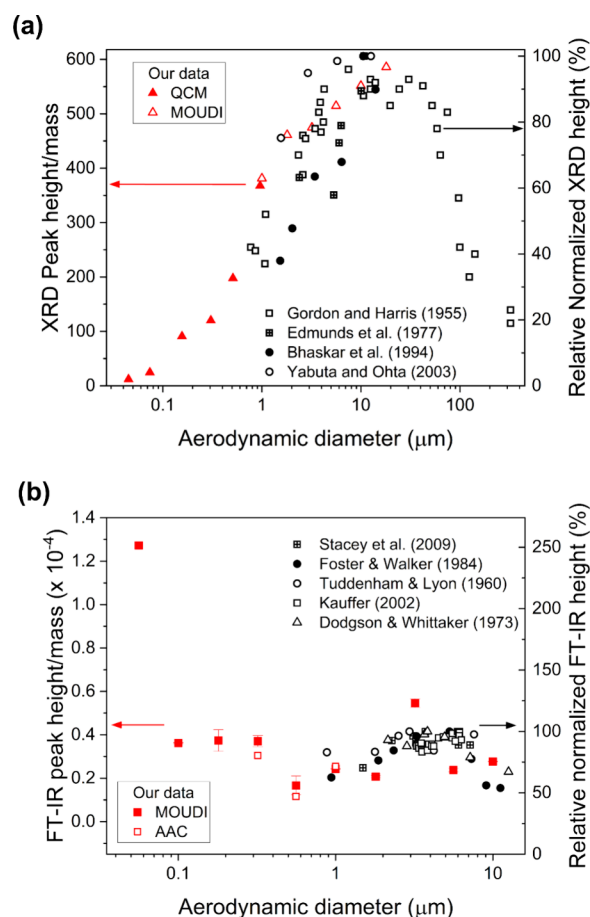 (a)
600
500
400
300
200
100
0
XRD Peak height/mass
Our data
QCM
MOUDI
Gordon and Harris (1955)
Edmunds et al. (1977)
Bhaskar et al. (1994)
Yabuta and Ohta (2003)
100
80
60
40
20
0
Relative Normalized XRD height (%)
0.1
1
10
100
Aerodynamic diameter (μm)
(b)
1.4
1.2
1.0
0.8
0.6
0.4
0.2
0.0
FT-IR peak height/mass (x 10⁻⁴)
Stacey et al. (2009)
Foster & Walker (1984)
Tuddenham & Lyon (1960)
Kauffer (2002)
Dodgson & Whittaker (1973)
Our data
MOUDI
AAC
250
200
150
100
50
0
Relative normalized FT-IR height (%)
0.1
1
10
Aerodynamic diameter (μm)